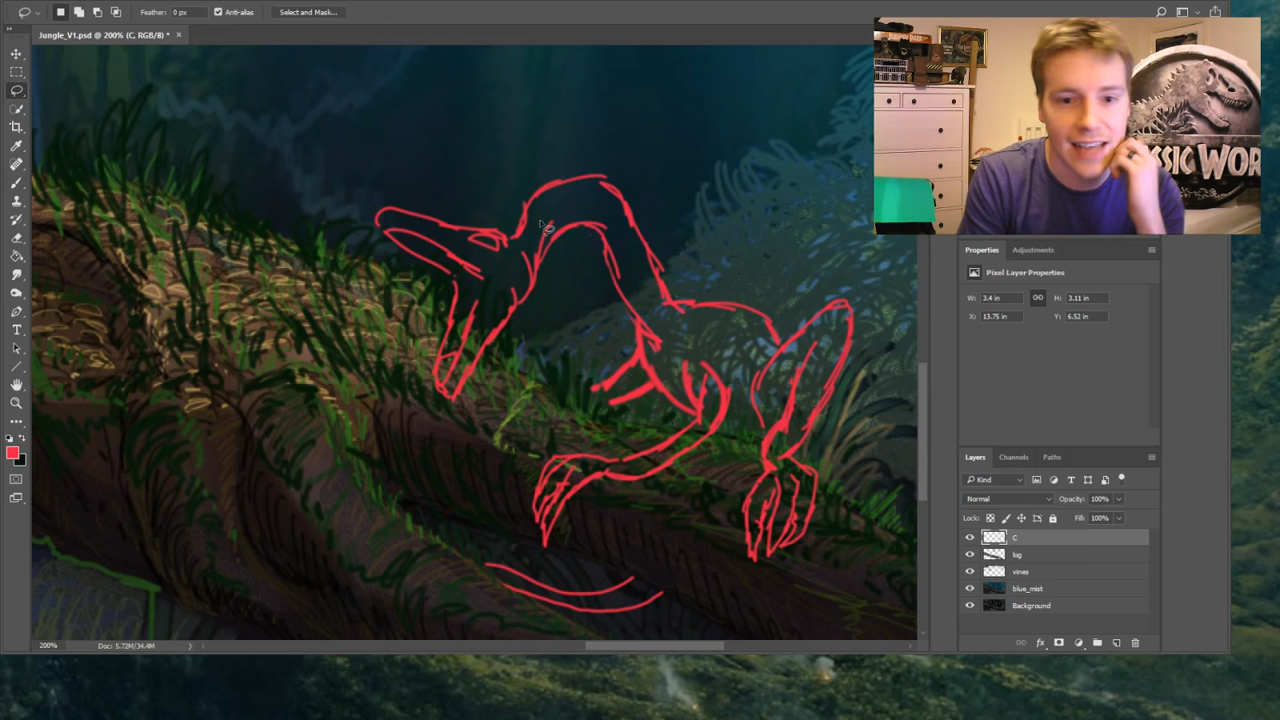 Feather: 0 px Anti-alias Select and Mask...
Jungle_V1.psd @ 200% (C, RGB/8) * ×
SSIC WOR
Properties Adjustments
Pixel Layer Properties
W: 3.4 in H: 3.11 in
X: 13.75 in Y: 6.52 in
Layers Channels Paths
Kind
Normal Opacity: 100%
Lock: Fill: 100%
C
log
vines
blue_mist
Background
fx
200% Doc: 5.72M/34.4M